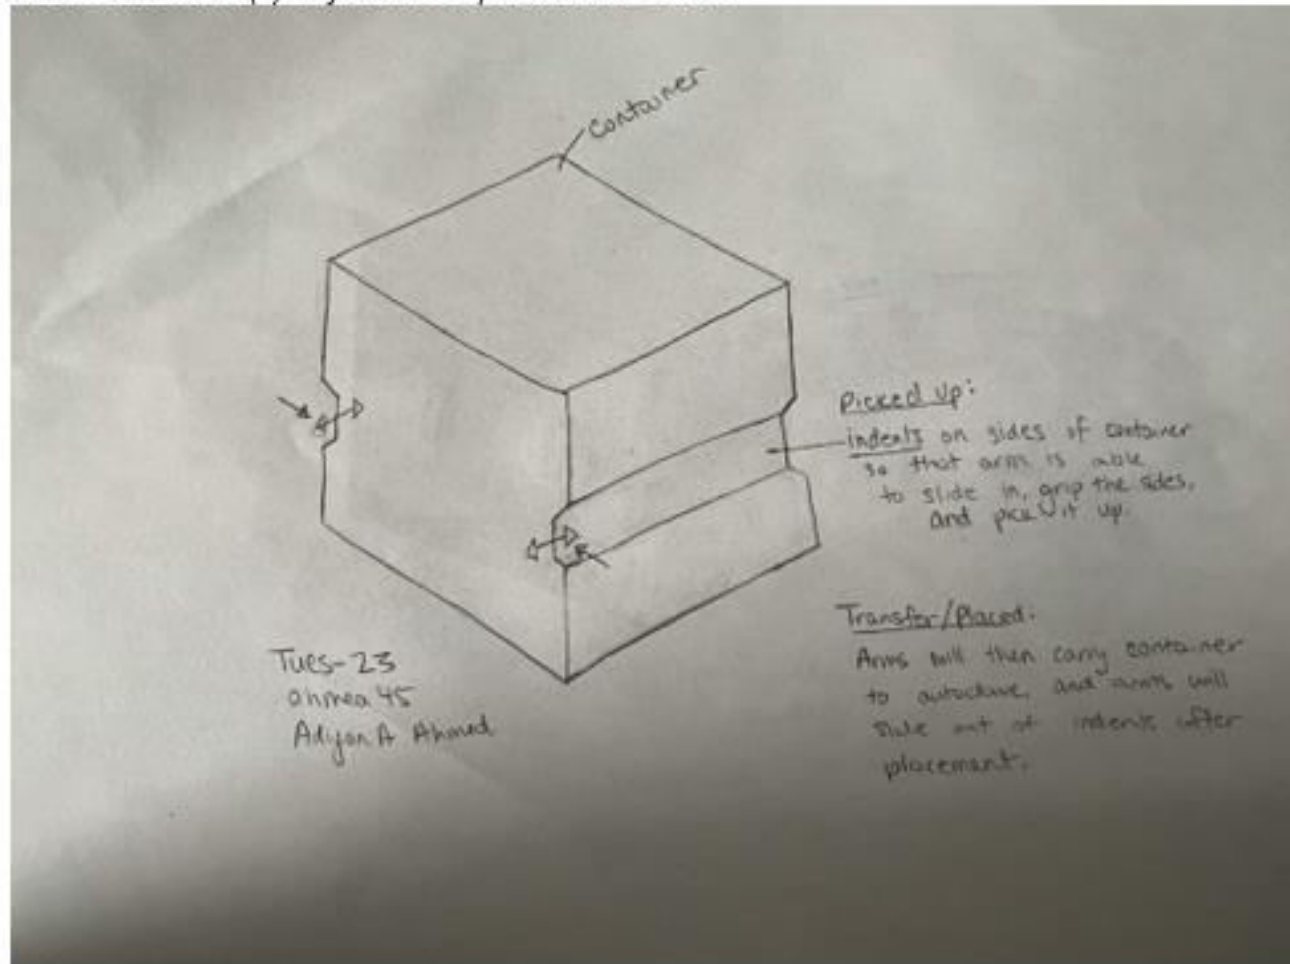 Container
Picked up:
indents on sides of container
so that arm is able
to slide in, grip the sides,
and pick it up.
Transfer/Placed:
Arms will then carry container
to autoclave, and arms will
slide out of indents after
placement.
Tues-23
ahmea45
Adyan A Ahmed